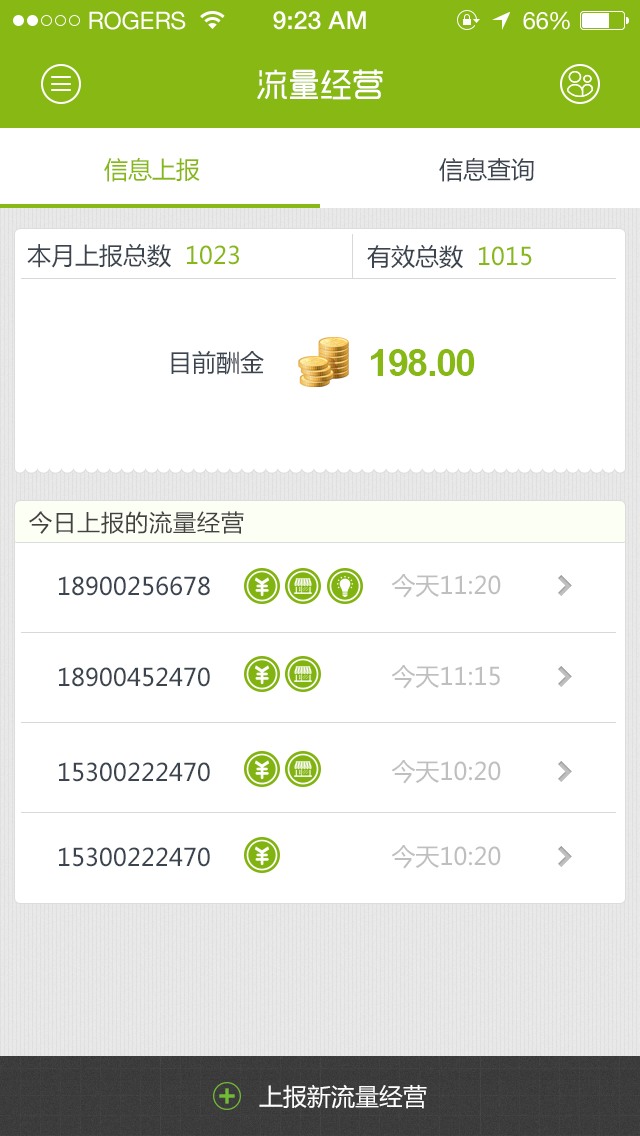 ROGERS 9:23 AM 66%
流量经营
信息上报 信息查询
本月上报总数 1023 有效总数 1015
目前酬金 198.00
今日上报的流量经营
18900256678 今天11:20
18900452470 今天11:15
15300222470 今天10:20
15300222470 今天10:20
上报新流量经营